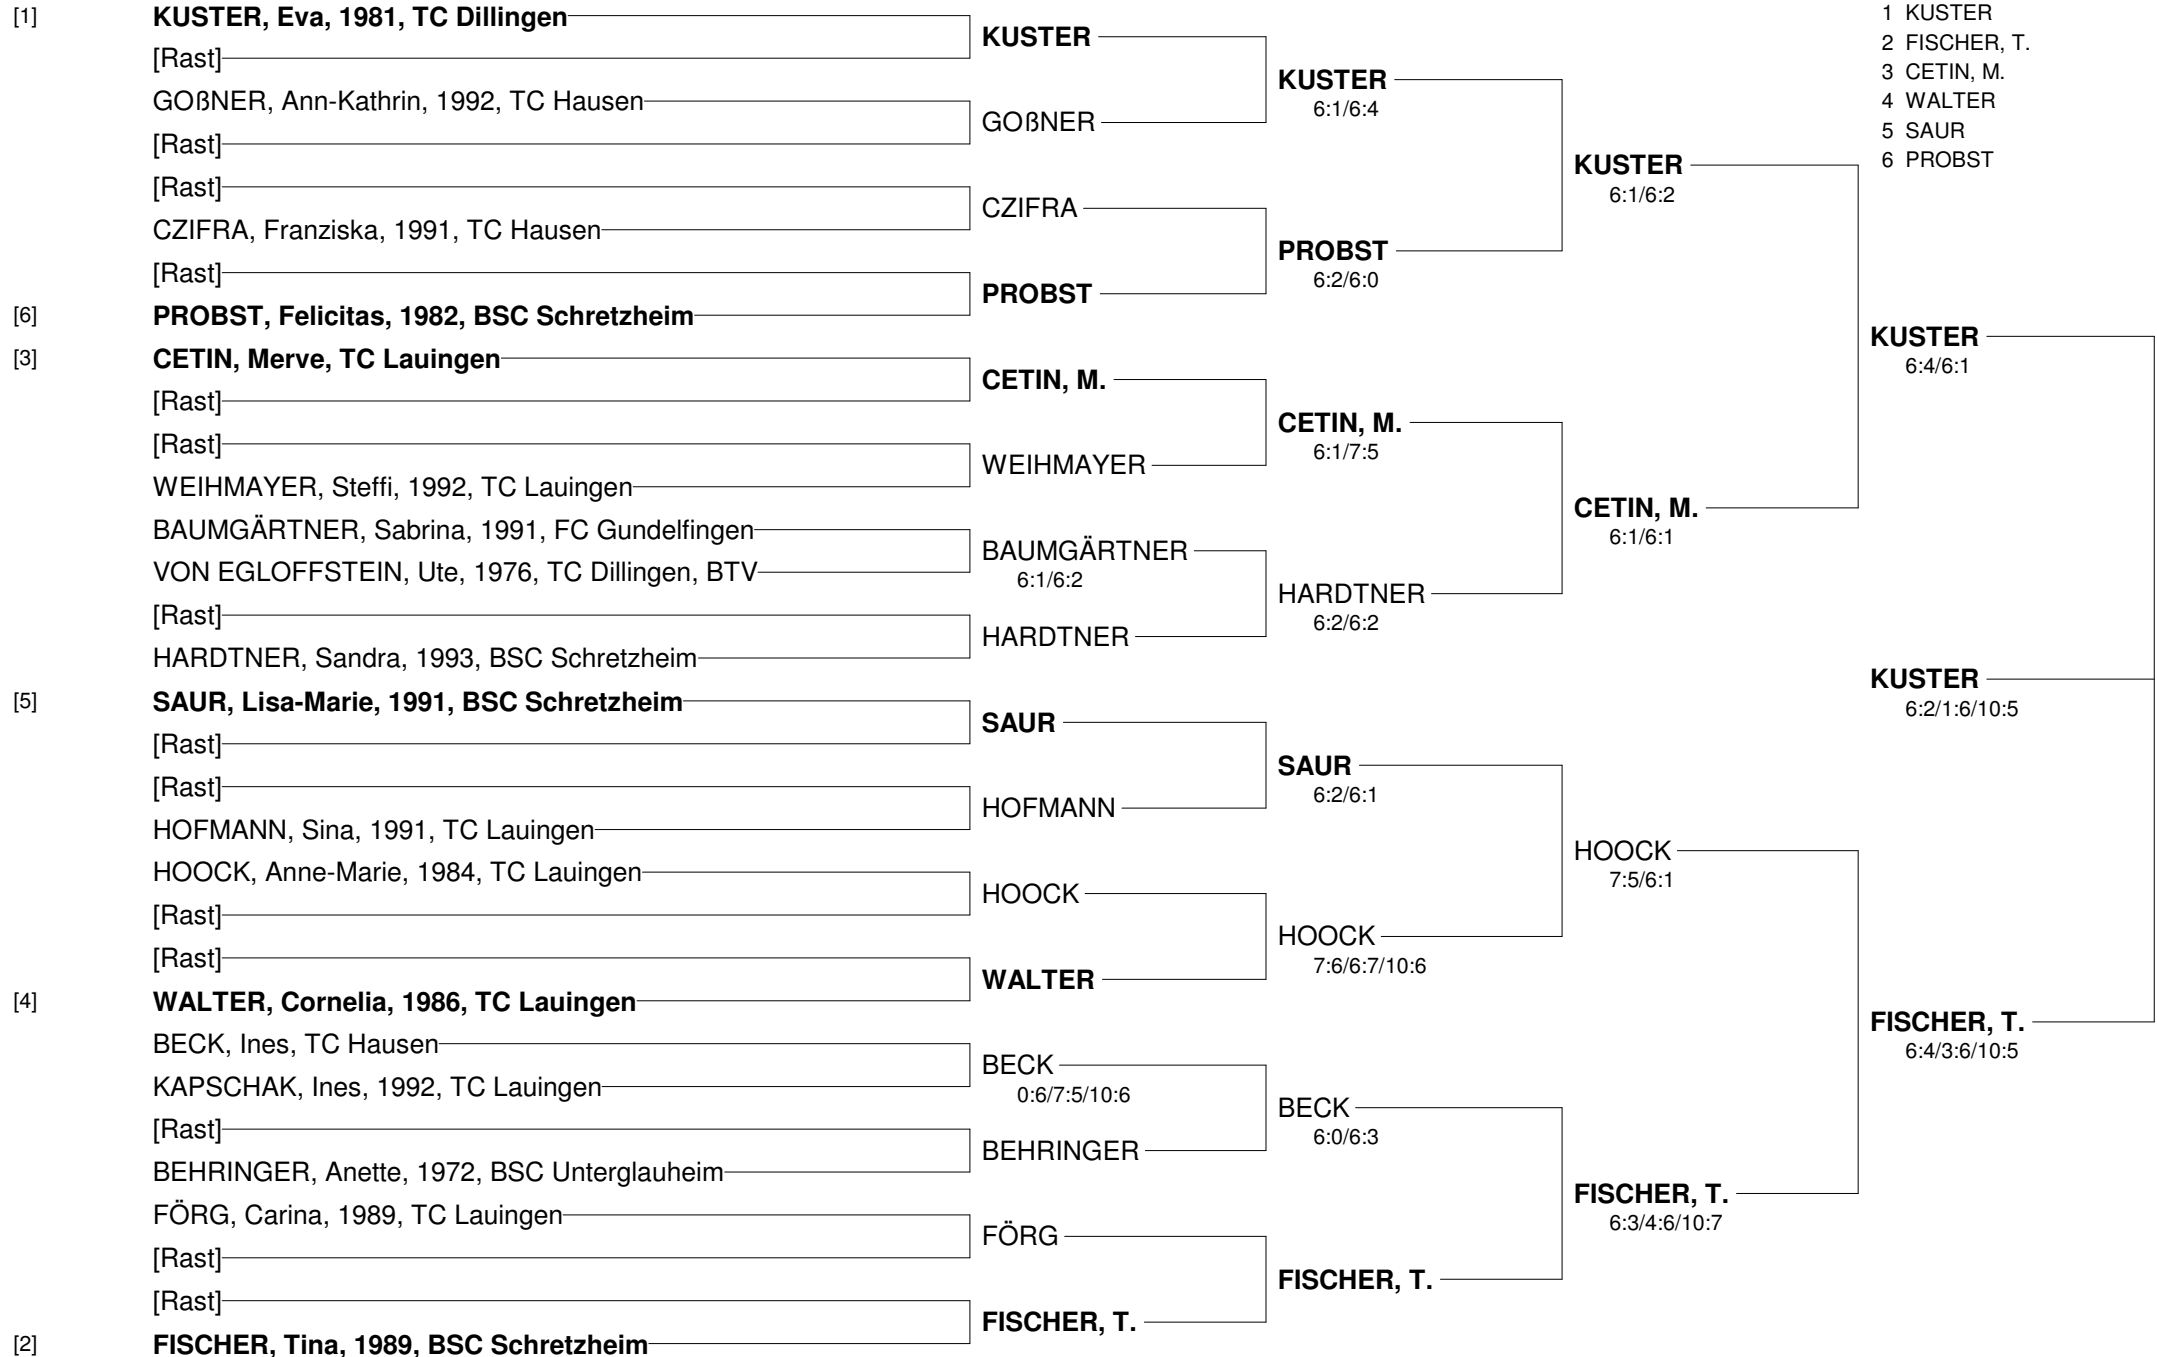 [1] KUSTER, Eva, 1981, TC Dillingen
[Rast]
GOßNER, Ann-Kathrin, 1992, TC Hausen
[Rast]
[Rast]
CZIFRA, Franziska, 1991, TC Hausen
[Rast]
[6] PROBST, Felicitas, 1982, BSC Schretzheim
[3] CETIN, Merve, TC Lauingen
[Rast]
[Rast]
WEIHMAYER, Steffi, 1992, TC Lauingen
BAUMGÄRTNER, Sabrina, 1991, FC Gundelfingen
VON EGLOFFSTEIN, Ute, 1976, TC Dillingen, BTV
[Rast]
HARDTNER, Sandra, 1993, BSC Schretzheim
[5] SAUR, Lisa-Marie, 1991, BSC Schretzheim
[Rast]
[Rast]
HOFMANN, Sina, 1991, TC Lauingen
HOOCK, Anne-Marie, 1984, TC Lauingen
[Rast]
[Rast]
[4] WALTER, Cornelia, 1986, TC Lauingen
BECK, Ines, TC Hausen
KAPSCHAK, Ines, 1992, TC Lauingen
[Rast]
BEHRINGER, Anette, 1972, BSC Unterglauheim
FÖRG, Carina, 1989, TC Lauingen
[Rast]
[Rast]
[2] FISCHER, Tina, 1989, BSC Schretzheim
KUSTER
GOßNER
CZIFRA
PROBST
CETIN, M.
WEIHMAYER
BAUMGÄRTNER
6:1/6:2
HARDTNER
SAUR
HOFMANN
HOOCK
WALTER
BECK
0:6/7:5/10:6
BEHRINGER
FÖRG
FISCHER, T.
KUSTER
6:1/6:4
PROBST
6:2/6:0
CETIN, M.
6:1/7:5
HARDTNER
6:2/6:2
SAUR
6:2/6:1
HOOCK
7:6/6:7/10:6
BECK
6:0/6:3
FISCHER, T.
KUSTER
6:1/6:2
CETIN, M.
6:1/6:1
HOOCK
7:5/6:1
FISCHER, T.
6:3/4:6/10:7
1 KUSTER
2 FISCHER, T.
3 CETIN, M.
4 WALTER
5 SAUR
6 PROBST
KUSTER
6:4/6:1
KUSTER
6:2/1:6/10:5
FISCHER, T.
6:4/3:6/10:5